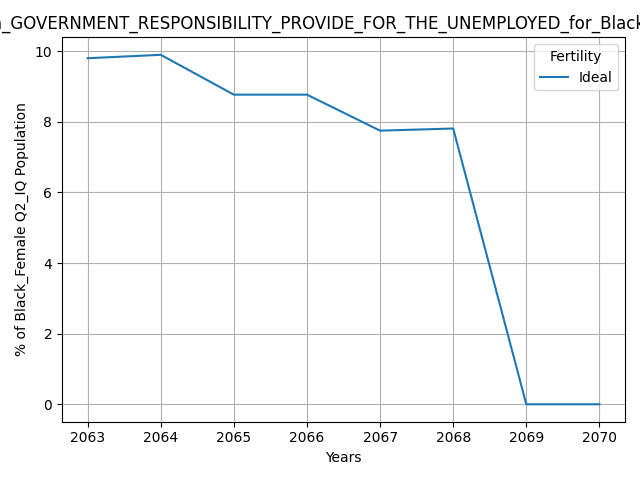 _GOVERNMENT_RESPONSIBILITY_PROVIDE_FOR_THE_UNEMPLOYED_for_Black
10
8
6
4
2
0
% of Black_Female Q2_IQ Population
Fertility
Ideal
2063 2064 2065 2066 2067 2068 2069 2070
Years